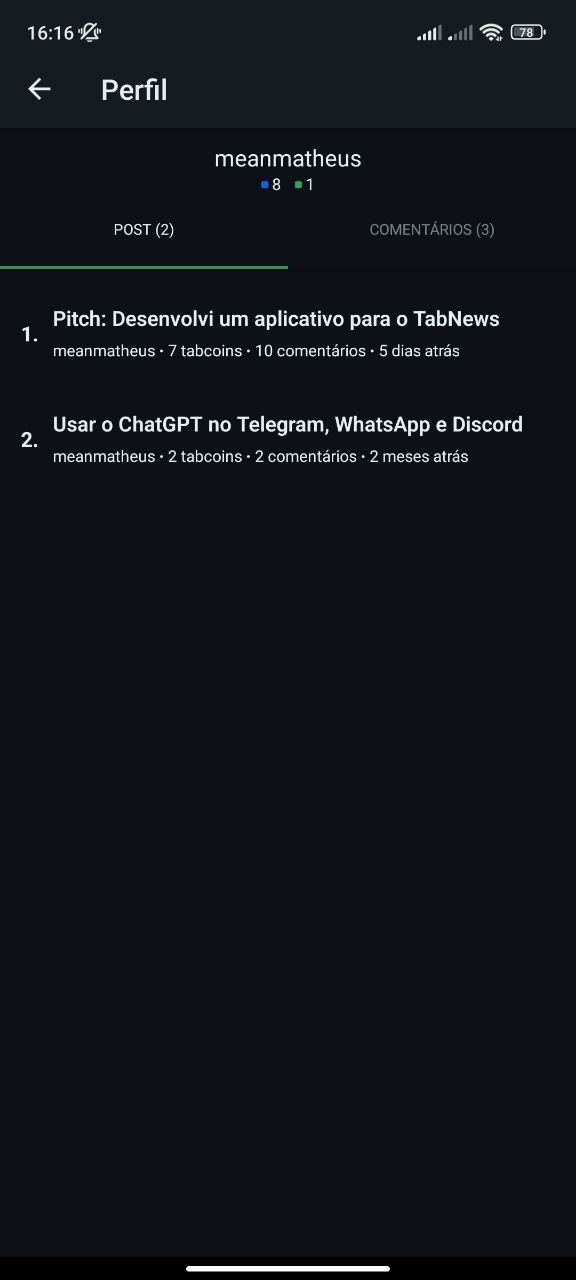 16:16 78
Perfil
meanmatheus
8 1
POST (2) COMENTÁRIOS (3)
1. Pitch: Desenvolvi um aplicativo para o TabNews
meanmatheus • 7 tabcoins • 10 comentários • 5 dias atrás
2. Usar o ChatGPT no Telegram, WhatsApp e Discord
meanmatheus • 2 tabcoins • 2 comentários • 2 meses atrás